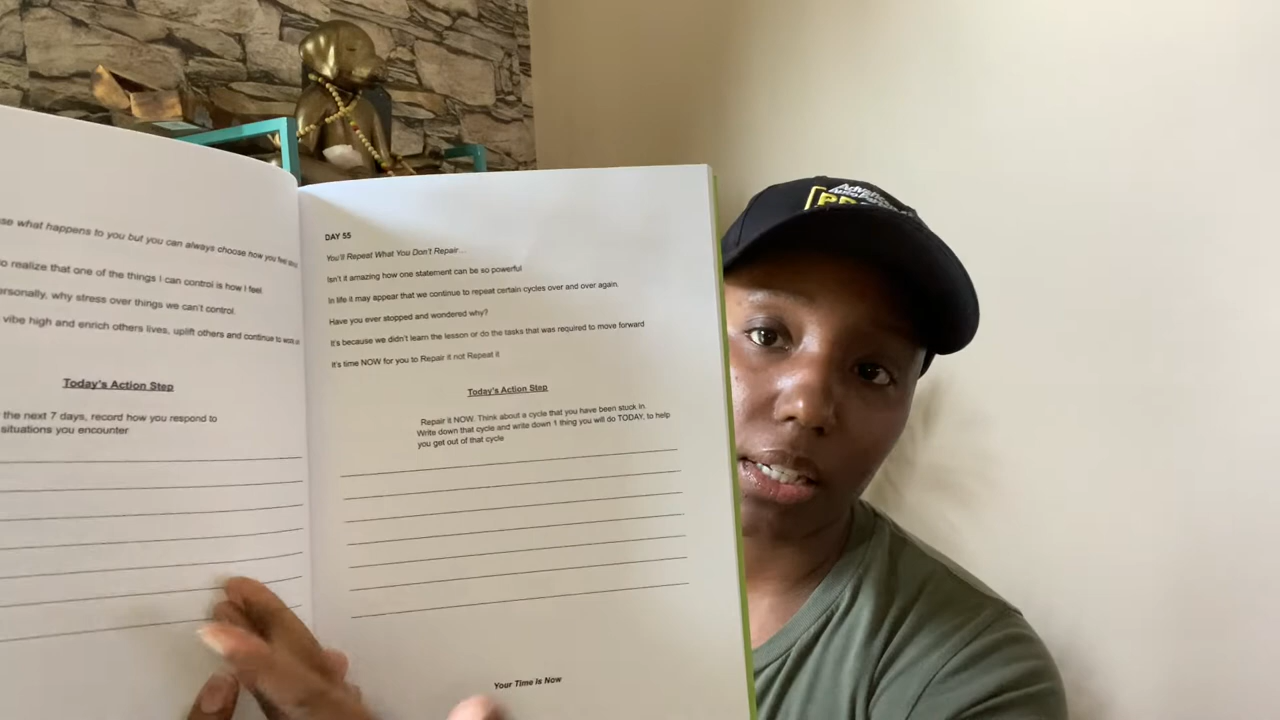 se what happens to you but you can always choose how you feel
o realize that one of the things I can control is how I feel.
ersonally, why stress over things we can't control.
vibe high and enrich others lives, uplift others and continue to work
Today's Action Step
the next 7 days, record how you respond to
situations you encounter
DAY 55
You'll Repeat What You Don't Repair...
Isn't it amazing how one statement can be so powerful
In life it may appear that we continue to repeat certain cycles over and over again.
Have you ever stopped and wondered why?
It's because we didn't learn the lesson or do the tasks that was required to move forward
It's time NOW for you to Repair it not Repeat it
Today's Action Step
Repair it NOW. Think about a cycle that you have been stuck in.
Write down that cycle and write down 1 thing you will do TODAY, to help
you get out of that cycle
Your Time Is Now
Advance
Auto Parts